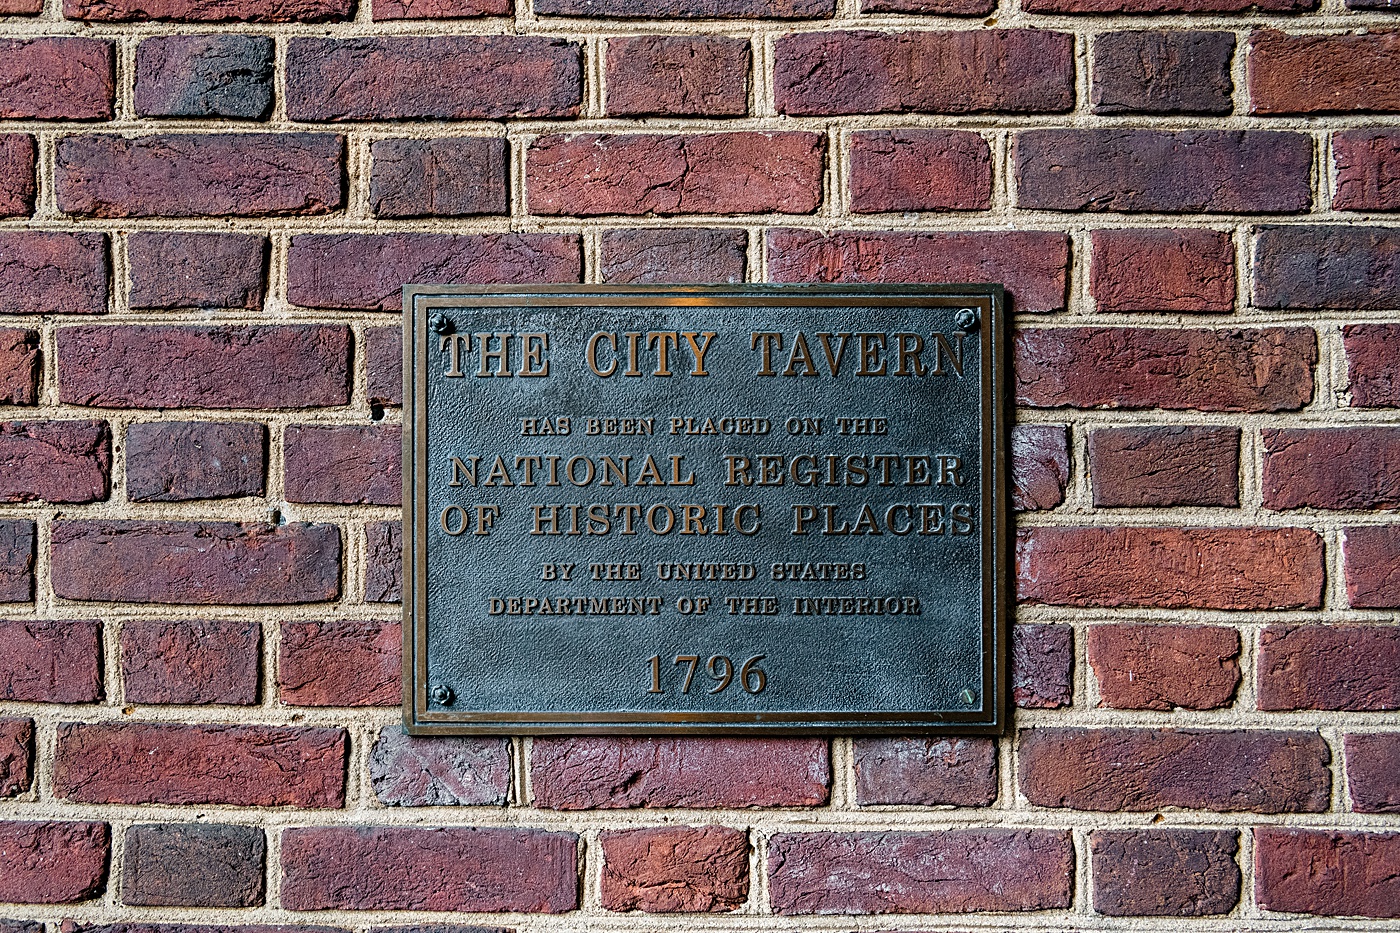 THE CITY TAVERN
HAS BEEN PLACED ON THE
NATIONAL REGISTER
OF HISTORIC PLACES
BY THE UNITED STATES
DEPARTMENT OF THE INTERIOR
1796